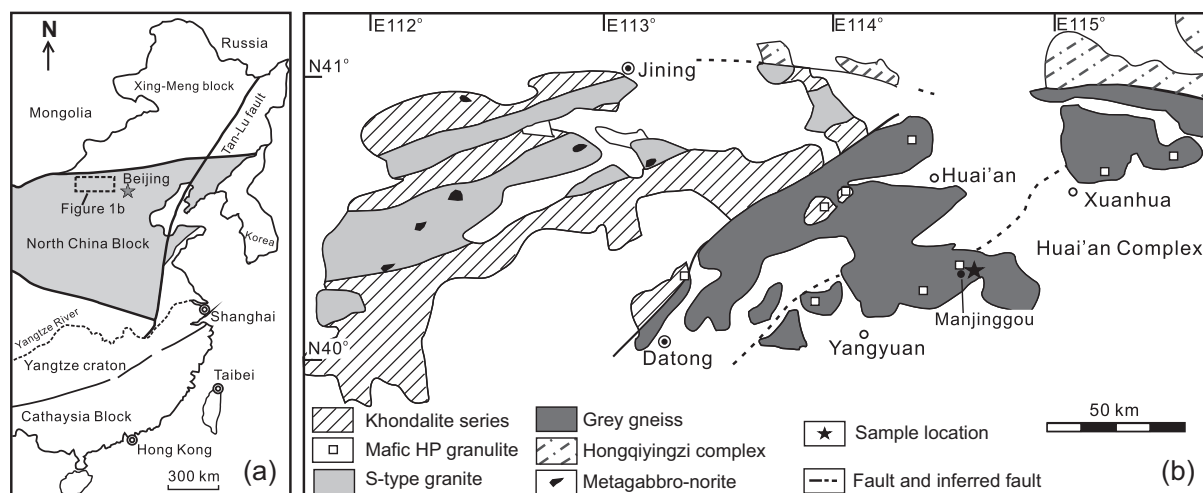 N
Russia
Xing-Meng block
Mongolia
Tan-Lu fault
Beijing
Figure 1b
North China Block
Korea
Yangtze River
Shanghai
Yangtze craton
Taibei
Cathaysia Block
Hong Kong
300 km
(a)
E112°
E113°
E114°
E115°
N41°
Jining
Huai'an
Xuanhua
Huai'an Complex
Manjinggou
N40°
Datong
Yangyuan
Khondalite series
Grey gneiss
50 km
Mafic HP granulite
Hongqiyingzi complex
Sample location
S-type granite
Metagabbro-norite
Fault and inferred fault
(b)